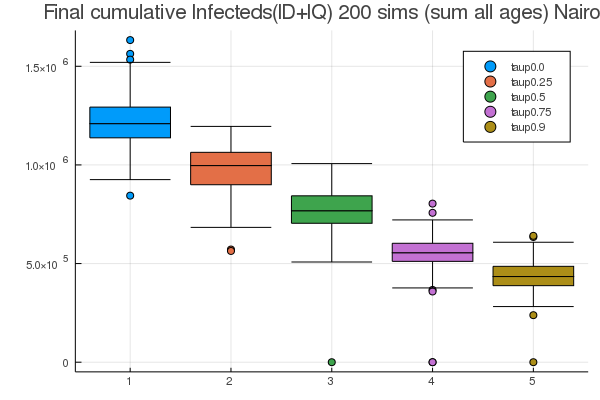 Final cumulative Infecteds(ID+IQ) 200 sims (sum all ages) Nairo
1.5×10 6
1.0×10 6
5.0×10 5
0
1 2 3 4 5
taup0.0
taup0.25
taup0.5
taup0.75
taup0.9